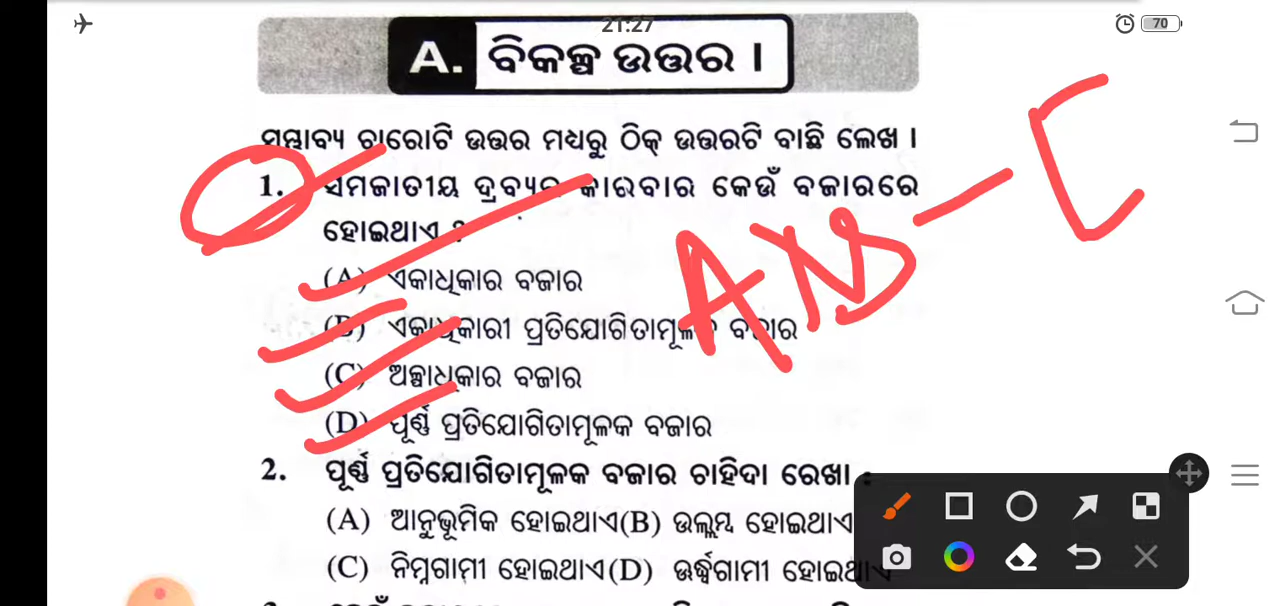 21:27
70
A. ବିକଳ୍ପ ଉତ୍ତର ।
ସମ୍ଭାବ୍ୟ ଚାରୋଟି ଉତ୍ତର ମଧ୍ୟରୁ ଠିକ୍ ଉତ୍ତରଟି ବାଛି ଲେଖ ।
1. ସମଜାତୀୟ ଦ୍ରବ୍ୟର କାରବାର କେଉଁ ବଜାରରେ
ହୋଇଥାଏ ?
(A) ଏକାଧିକାର ବଜାର
(B) ଏକାଧିକାରୀ ପ୍ରତିଯୋଗିତାମୂଳକ ବଜାର
(C) ଅଳ୍ପାଧିକାର ବଜାର
(D) ପୂର୍ଣ୍ଣ ପ୍ରତିଯୋଗିତାମୂଳକ ବଜାର
ANS - C
2. ପୂର୍ଣ୍ଣ ପ୍ରତିଯୋଗିତାମୂଳକ ବଜାର ଚାହିଦା ରେଖା :
(A) ଆନୁଭୂମିକ ହୋଇଥାଏ (B) ଉଲ୍ଲମ୍ବ ହୋଇଥାଏ
(C) ନିମ୍ନଗାମୀ ହୋଇଥାଏ (D) ଊର୍ଦ୍ଧ୍ୱଗାମୀ ହୋଇଥାଏ